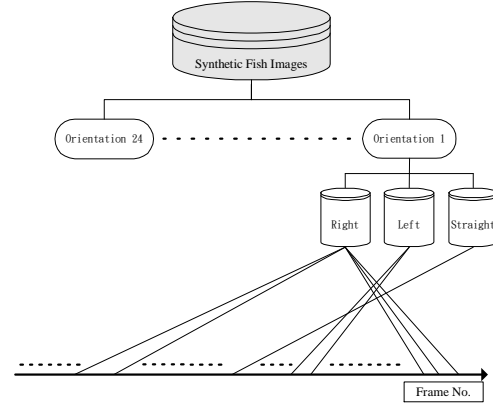 Synthetic Fish Images
Orientation 24
Orientation 1
Right
Left
Straight
Frame No.